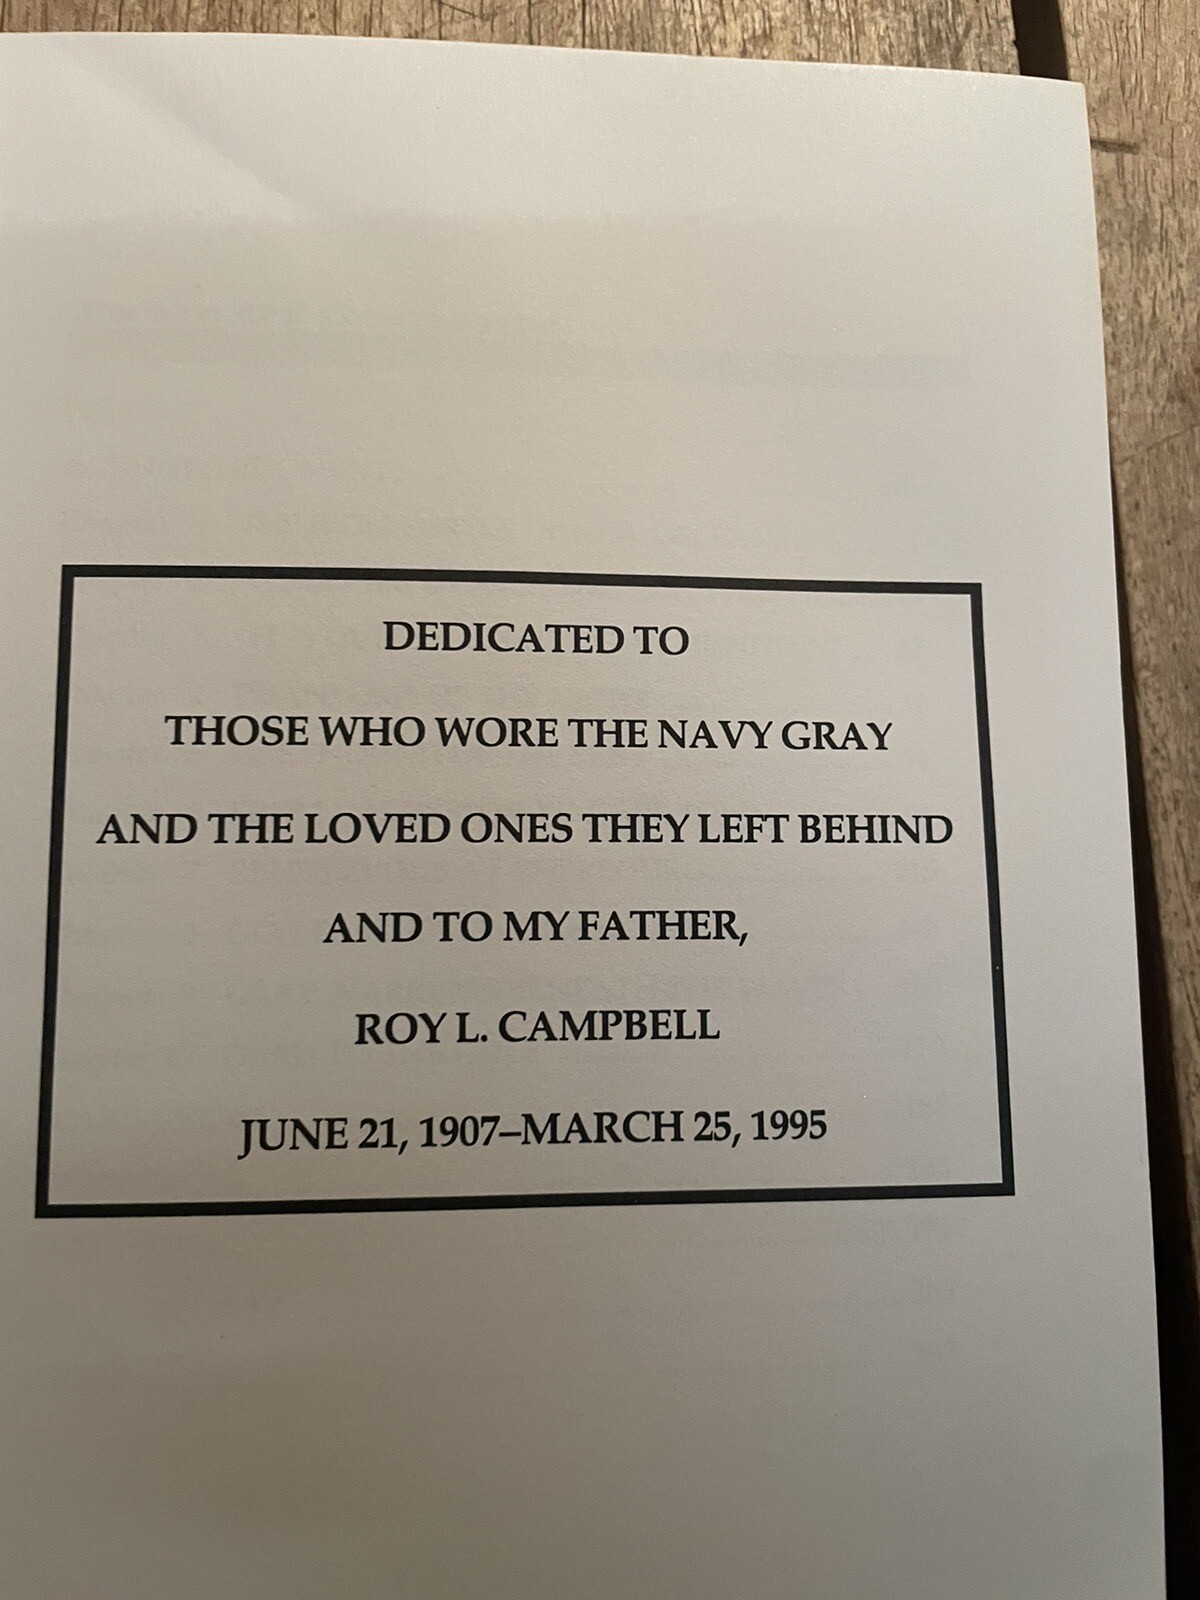 DEDICATED TO
THOSE WHO WORE THE NAVY GRAY
AND THE LOVED ONES THEY LEFT BEHIND
AND TO MY FATHER,
ROY L. CAMPBELL
JUNE 21, 1907–MARCH 25, 1995